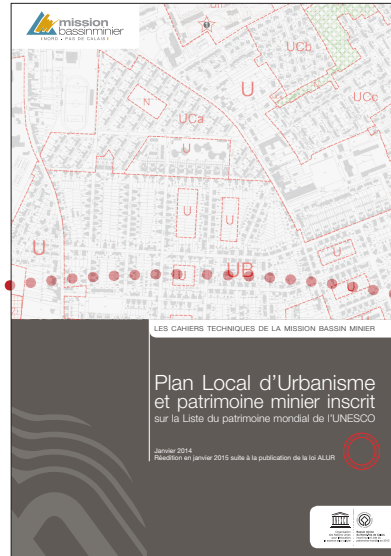 mission
bassinminier
NORD • PAS DE CALAIS
UCb
U
UCc
N
UCa
U
U
U
U
U
UB
U
U
LES CAHIERS TECHNIQUES DE LA MISSION BASSIN MINIER
Plan Local d'Urbanisme
et patrimoine minier inscrit
sur la Liste du patrimoine mondial de l'UNESCO
Janvier 2014
Réédition en janvier 2015 suite à la publication de la loi ALUR